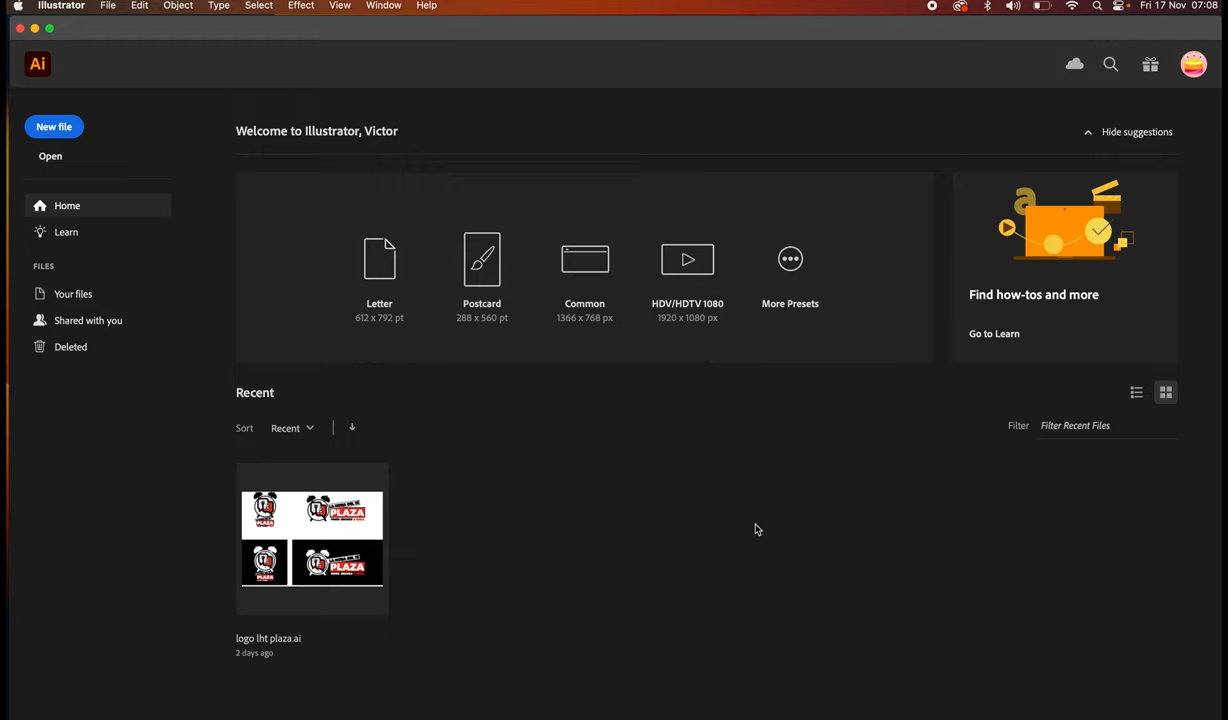 Illustrator File Edit Object Type Select Effect View Window Help Fri 17 Nov 07:08
Ai
New file
Open
Home
Learn
FILES
Your files
Shared with you
Deleted
Welcome to Illustrator, Victor
Hide suggestions
Letter
612 x 792 pt
Postcard
288 x 560 pt
Common
1366 x 768 px
HDV/HDTV 1080
1920 x 1080 px
More Presets
a
Find how-tos and more
Go to Learn
Recent
Sort Recent
Filter Filter Recent Files
PLAZA
PLAZA
PLAZA
PLAZA
logo lht plaza.ai
2 days ago